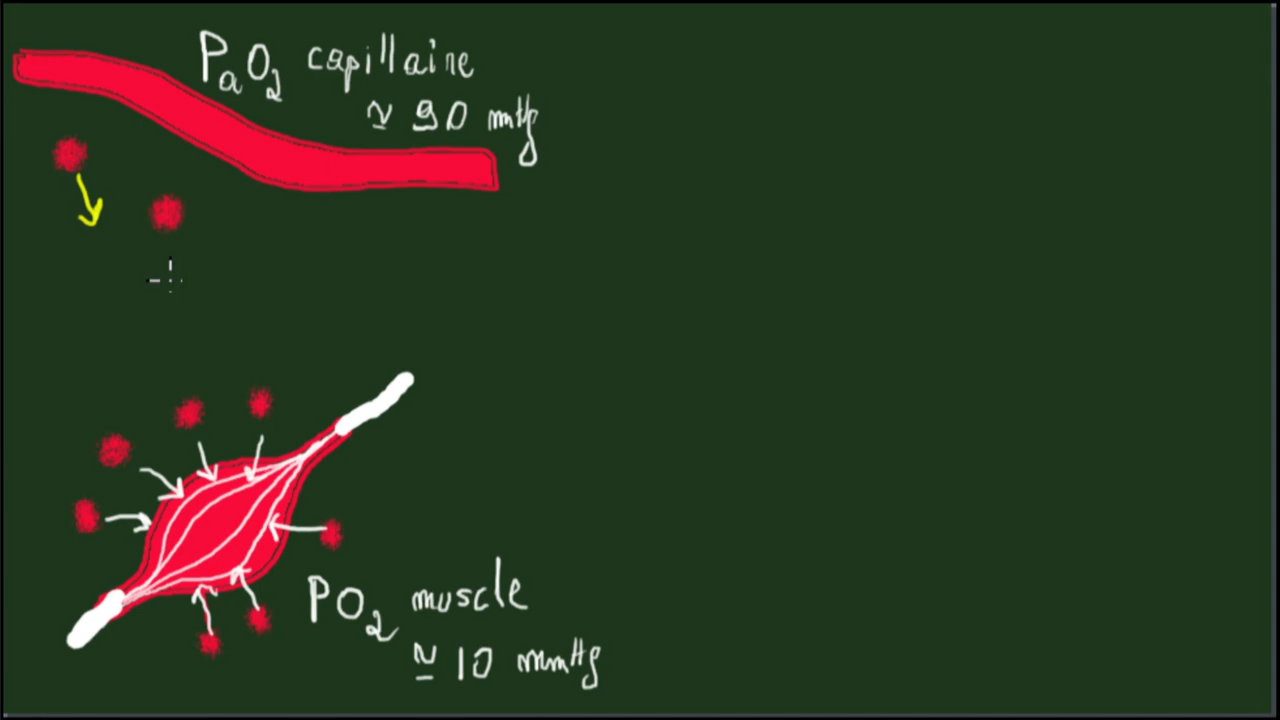 PaO2 capillaire
≃ 90 mmHg
PO2 muscle
≃ 10 mmHg